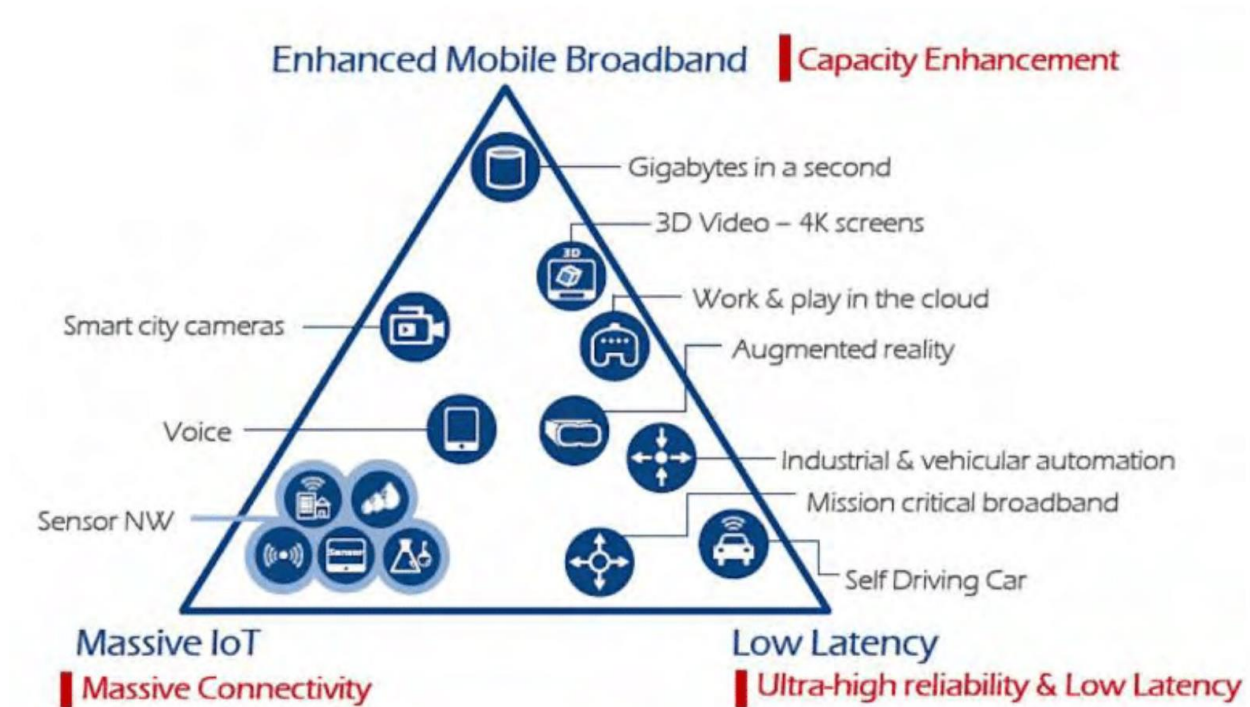 Enhanced Mobile Broadband
Capacity Enhancement
Gigabytes in a second
3D Video – 4K screens
3D
Work & play in the cloud
Smart city cameras
Augmented reality
Voice
Industrial & vehicular automation
Mission critical broadband
Sensor NW
Sensor
Self Driving Car
Massive IoT
Low Latency
Massive Connectivity
Ultra-high reliability & Low Latency